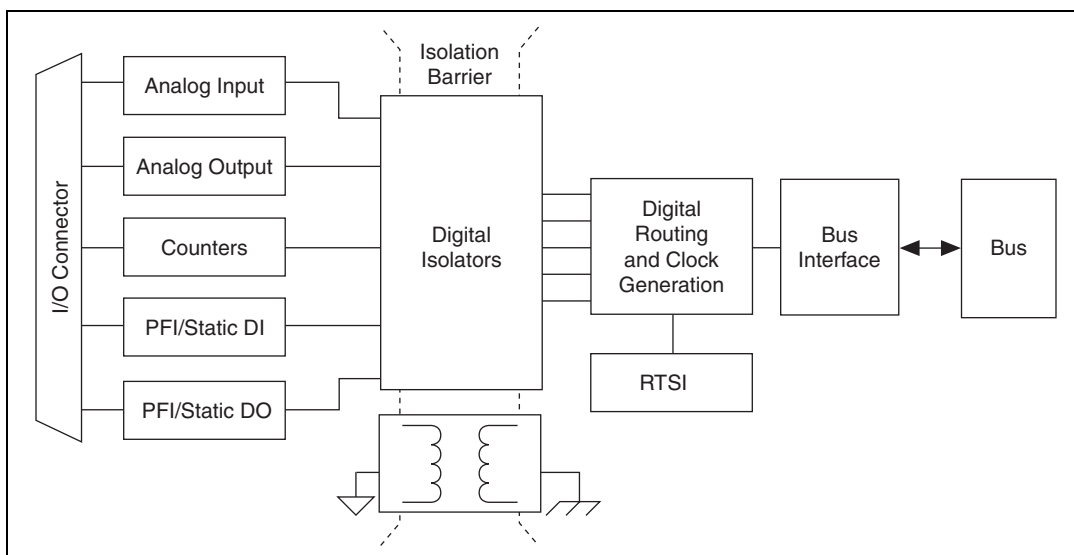 Isolation
Barrier
I/O Connector
Analog Input
Analog Output
Counters
PFI/Static DI
PFI/Static DO
Digital
Isolators
Digital
Routing
and Clock
Generation
RTSI
Bus
Interface
Bus